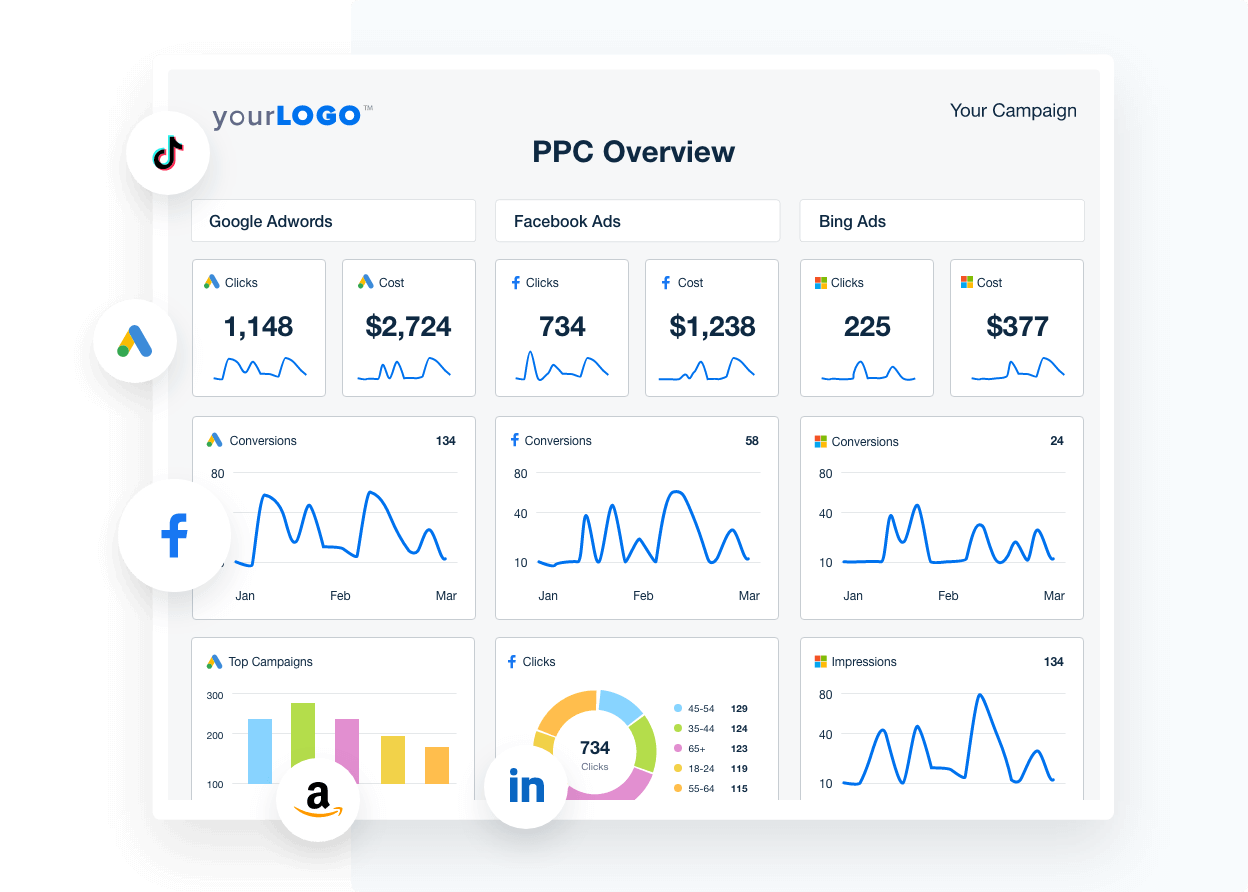 yourLOGO™
Your Campaign
PPC Overview
Google Adwords
Facebook Ads
Bing Ads
Clicks
1,148
Cost
$2,724
Clicks
734
Cost
$1,238
Clicks
225
Cost
$377
Conversions
134
80
Jan
Feb
Mar
Conversions
58
80
40
10
Jan
Feb
Mar
Conversions
24
80
40
10
Jan
Feb
Mar
Top Campaigns
300
200
100
Clicks
734
Clicks
45-54 129
35-44 124
65+ 123
18-24 119
55-64 115
Impressions
134
80
40
10
a
in